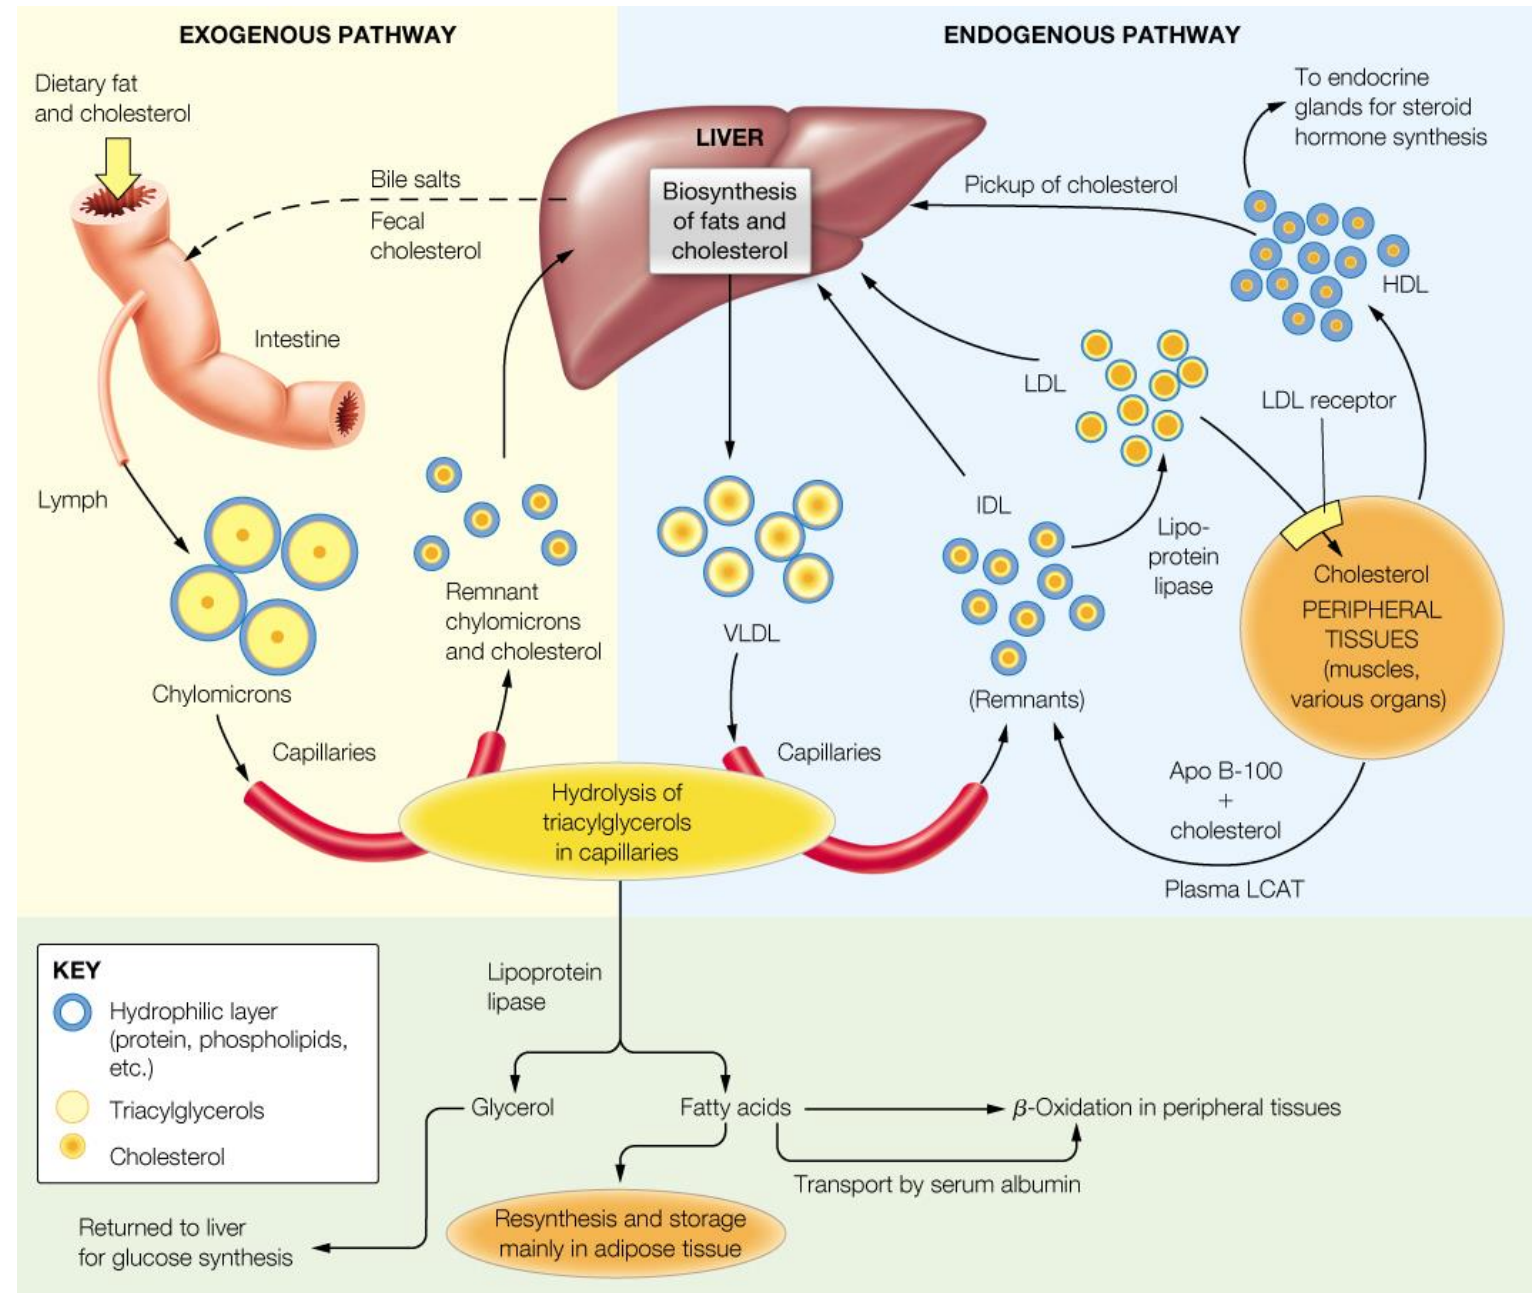 EXOGENOUS PATHWAY
Dietary fat
and cholesterol
Bile salts
Fecal
cholesterol
Intestine
Lymph
Chylomicrons
Capillaries
Remnant
chylomicrons
and cholesterol
ENDOGENOUS PATHWAY
LIVER
Biosynthesis
of fats and
cholesterol
Pickup of cholesterol
To endocrine
glands for steroid
hormone synthesis
HDL
LDL
LDL receptor
IDL
Lipo-
protein
lipase
VLDL
(Remnants)
Cholesterol
PERIPHERAL
TISSUES
(muscles,
various organs)
Capillaries
Apo B-100
+
cholesterol
Plasma LCAT
Hydrolysis of
triacylglycerols
in capillaries
KEY
Hydrophilic layer
(protein, phospholipids,
etc.)
Triacylglycerols
Cholesterol
Lipoprotein
lipase
Glycerol
Fatty acids
β-Oxidation in peripheral tissues
Transport by serum albumin
Resynthesis and storage
mainly in adipose tissue
Returned to liver
for glucose synthesis